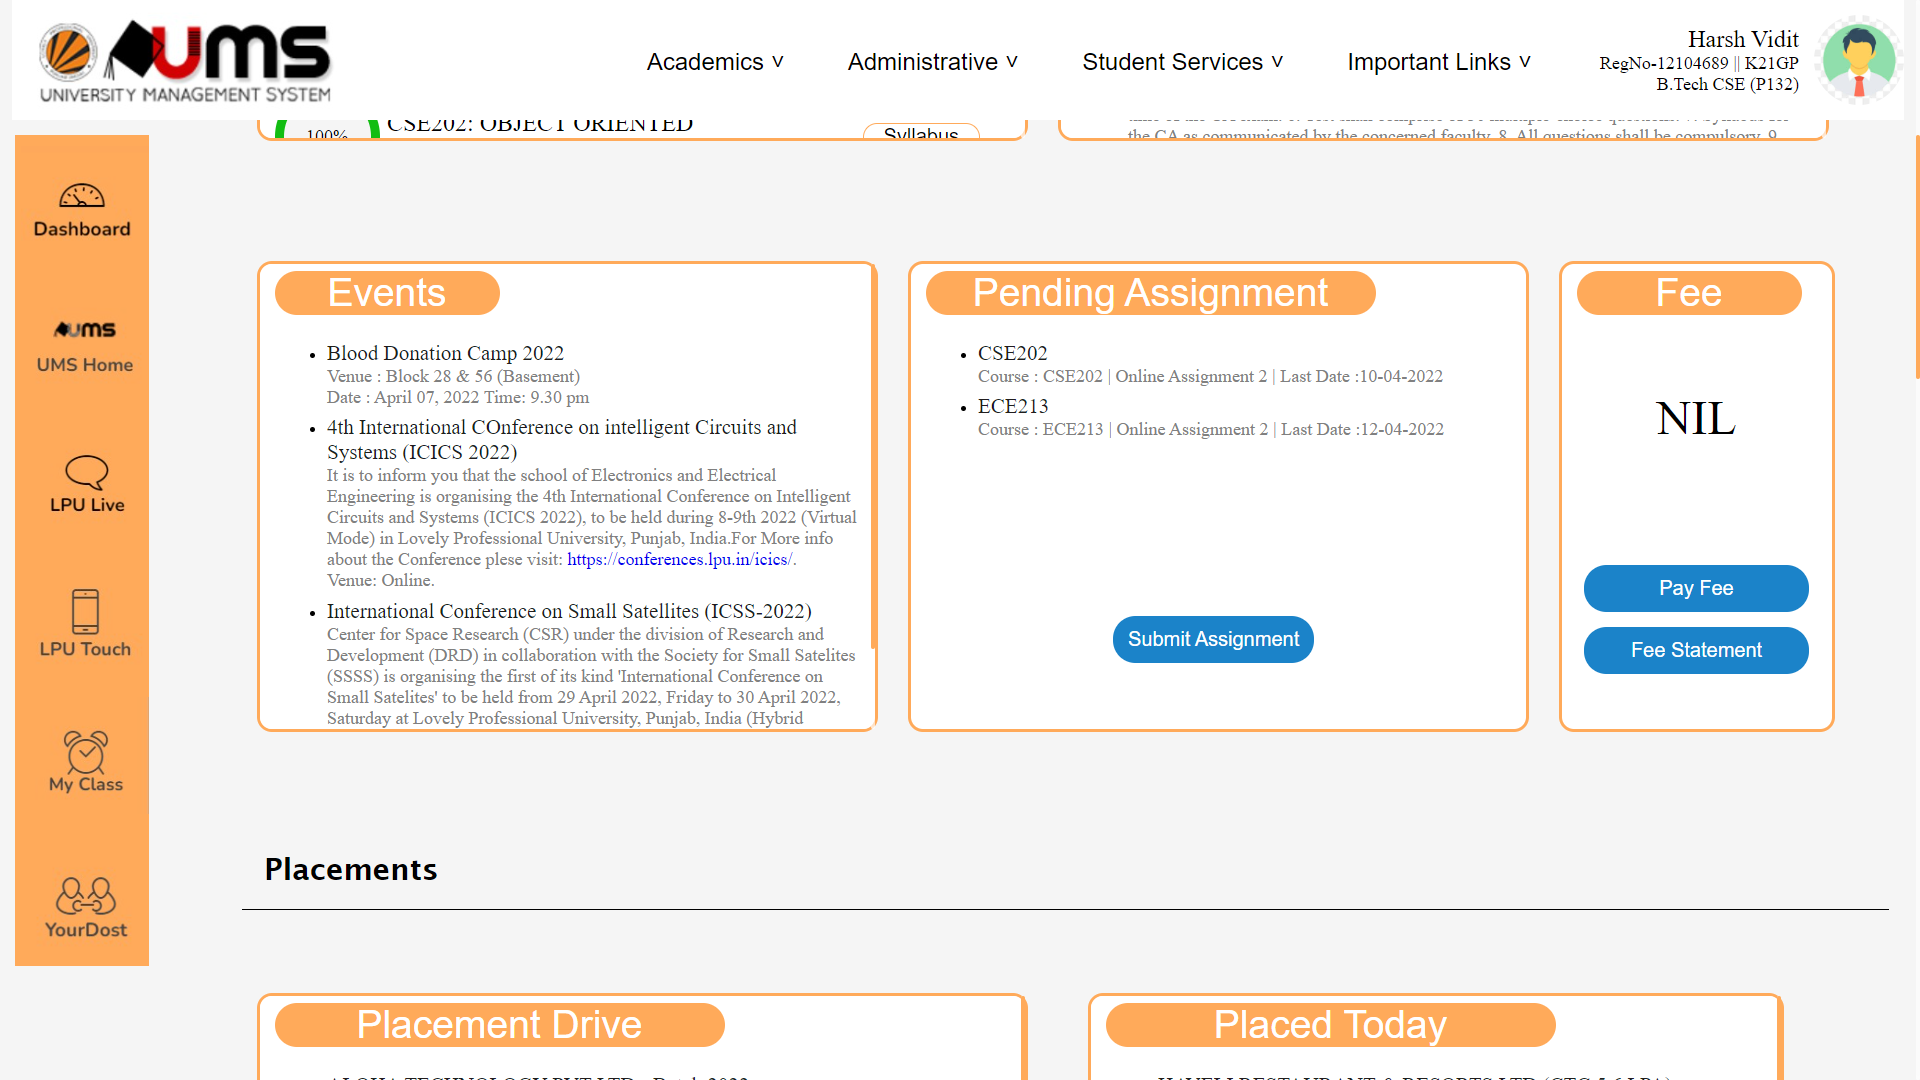 UMS
UNIVERSITY MANAGEMENT SYSTEM
Academics ˅
Administrative ˅
Student Services ˅
Important Links ˅
Harsh Vidit
RegNo-12104689 || K21GP
B.Tech CSE (P132)
100%
CSE202: OBJECT ORIENTED
Syllabus
the CA as communicated by the concerned faculty. 8. All questions shall be compulsory. 9.
Dashboard
UMS
UMS Home
LPU Live
LPU Touch
My Class
YourDost
Events
• Blood Donation Camp 2022
Venue : Block 28 & 56 (Basement)
Date : April 07, 2022 Time: 9.30 pm
• 4th International COnference on intelligent Circuits and
Systems (ICICS 2022)
It is to inform you that the school of Electronics and Electrical
Engineering is organising the 4th International Conference on Intelligent
Circuits and Systems (ICICS 2022), to be held during 8-9th 2022 (Virtual
Mode) in Lovely Professional University, Punjab, India.For More info
about the Conference plese visit: https://conferences.lpu.in/icics/.
Venue: Online.
• International Conference on Small Satellites (ICSS-2022)
Center for Space Research (CSR) under the division of Research and
Development (DRD) in collaboration with the Society for Small Satelites
(SSSS) is organising the first of its kind 'International Conference on
Small Satelites' to be held from 29 April 2022, Friday to 30 April 2022,
Saturday at Lovely Professional University, Punjab, India (Hybrid
Pending Assignment
• CSE202
Course : CSE202 | Online Assignment 2 | Last Date :10-04-2022
• ECE213
Course : ECE213 | Online Assignment 2 | Last Date :12-04-2022
Submit Assignment
Fee
NIL
Pay Fee
Fee Statement
Placements
Placement Drive
Placed Today